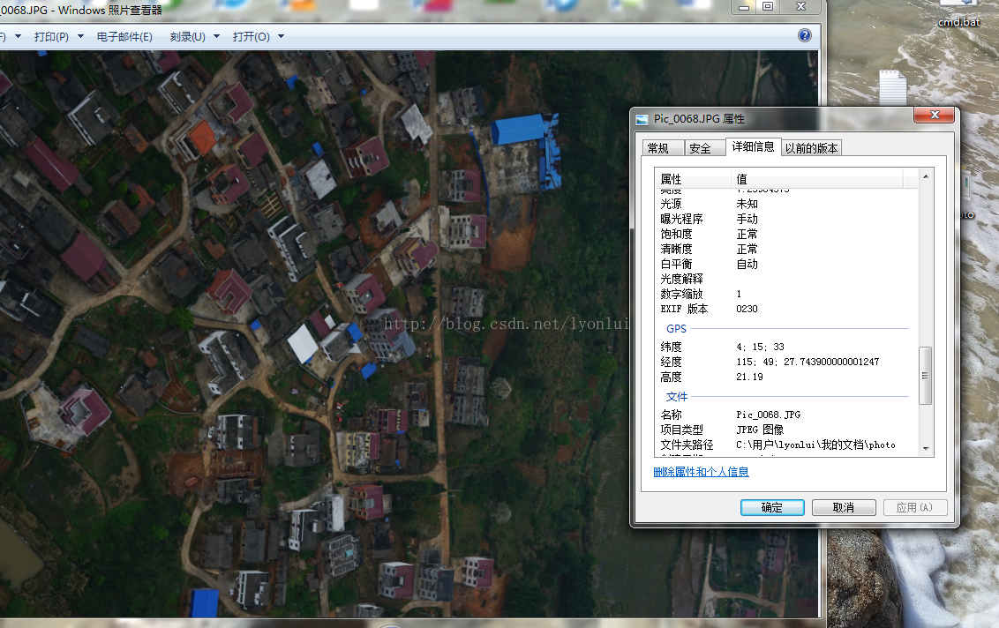 _0068.JPG - Windows 照片查看器
F) 打印(P) 电子邮件(E) 刻录(U) 打开(O)
cmd.bat
Pic_0068.JPG 属性
常规 安全 详细信息 以前的版本
属性 值
亮度 7.25984375
光源 未知
曝光程序 手动
饱和度 正常
清晰度 正常
白平衡 自动
光度解释
数字缩放 1
EXIF 版本 0230
GPS
纬度 4; 15; 33
经度 115; 49; 27.743900000001247
高度 21.19
文件
名称 Pic_0068.JPG
项目类型 JPEG 图像
文件夹路径 C:\用户\lyonlui\我的文档\photo
删除属性和个人信息
确定 取消 应用(A)
to
http://blog.csdn.net/lyonlui